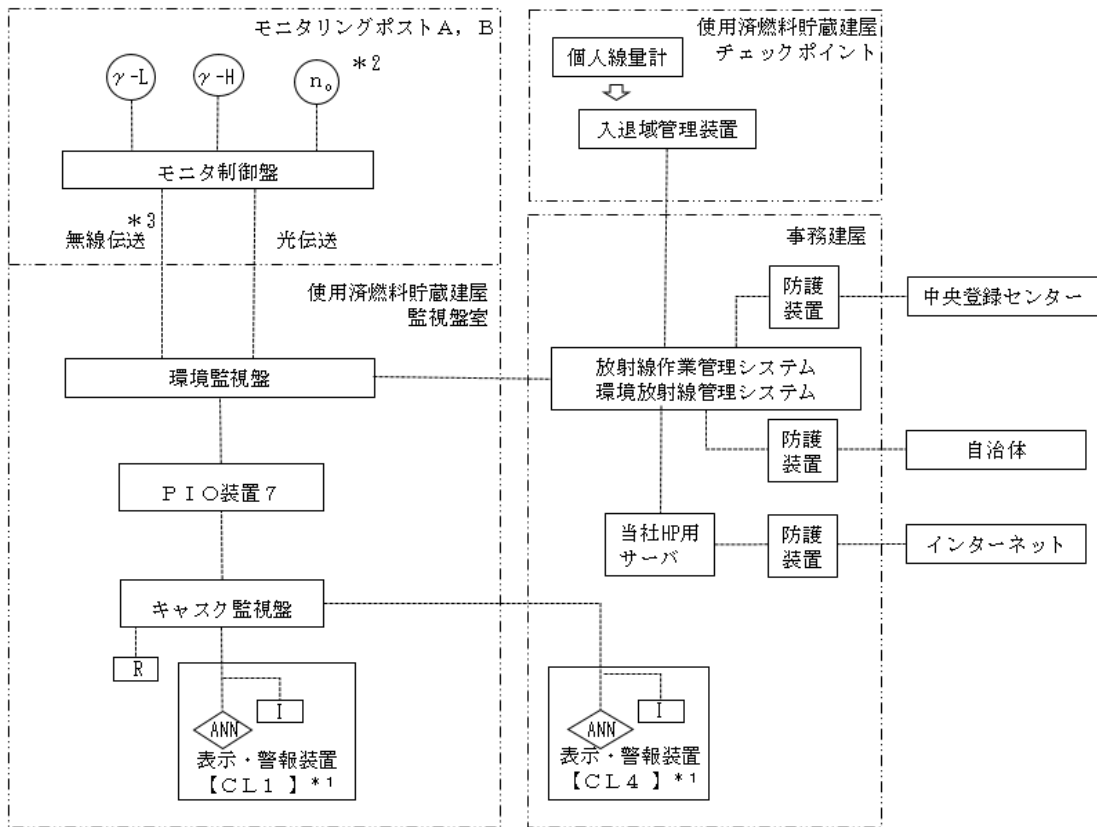 モニタリングポストA，B
γ-L
γ-H
n₀
＊2
モニタ制御盤
＊3
無線伝送
光伝送
使用済燃料貯蔵建屋
監視盤室
環境監視盤
ＰＩＯ装置７
キャスク監視盤
R
I
ANN
表示・警報装置
【ＣＬ1】＊1
使用済燃料貯蔵建屋
チェックポイント
個人線量計
入退域管理装置
事務建屋
防護
装置
中央登録センター
放射線作業管理システム
環境放射線管理システム
防護
装置
自治体
当社HP用
サーバ
防護
装置
インターネット
I
ANN
表示・警報装置
【ＣＬ4】＊1